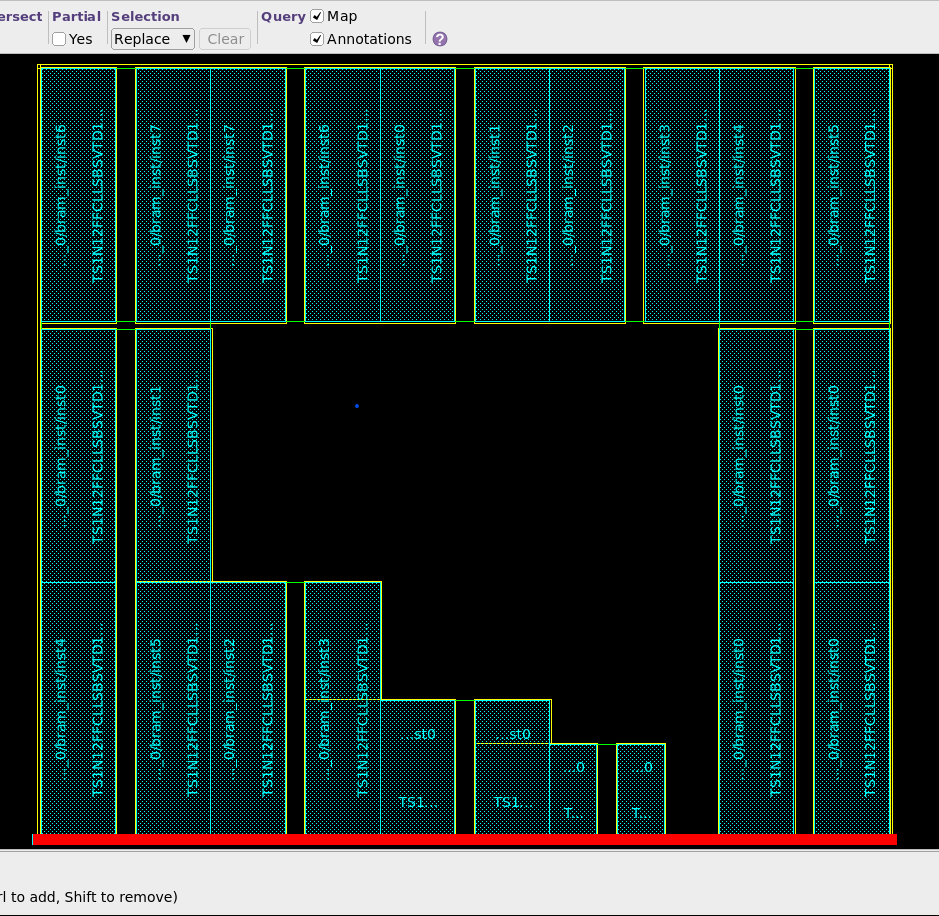 ersect Partial Selection Query Map
Yes Replace Clear Annotations ?
..._0/bram_inst/inst6
TS1N12FFCLLSBSVTD1...
..._0/bram_inst/inst7
TS1N12FFCLLSBSVTD1...
..._0/bram_inst/inst7
TS1N12FFCLLSBSVTD1...
..._0/bram_inst/inst6
TS1N12FFCLLSBSVTD1...
..._0/bram_inst/inst0
TS1N12FFCLLSBSVTD1...
..._0/bram_inst/inst1
TS1N12FFCLLSBSVTD1...
..._0/bram_inst/inst2
TS1N12FFCLLSBSVTD1...
..._0/bram_inst/inst3
TS1N12FFCLLSBSVTD1...
..._0/bram_inst/inst4
TS1N12FFCLLSBSVTD1...
..._0/bram_inst/inst5
TS1N12FFCLLSBSVTD1...
..._0/bram_inst/inst0
TS1N12FFCLLSBSVTD1...
..._0/bram_inst/inst1
TS1N12FFCLLSBSVTD1...
..._0/bram_inst/inst0
TS1N12FFCLLSBSVTD1...
..._0/bram_inst/inst0
TS1N12FFCLLSBSVTD1...
..._0/bram_inst/inst4
TS1N12FFCLLSBSVTD1...
..._0/bram_inst/inst5
TS1N12FFCLLSBSVTD1...
..._0/bram_inst/inst2
TS1N12FFCLLSBSVTD1...
..._0/bram_inst/inst3
TS1N12FFCLLSBSVTD1...
...st0
TS1...
...st0
TS1...
...0
T...
...0
T...
..._0/bram_inst/inst0
TS1N12FFCLLSBSVTD1...
..._0/bram_inst/inst0
TS1N12FFCLLSBSVTD1...
rl to add, Shift to remove)